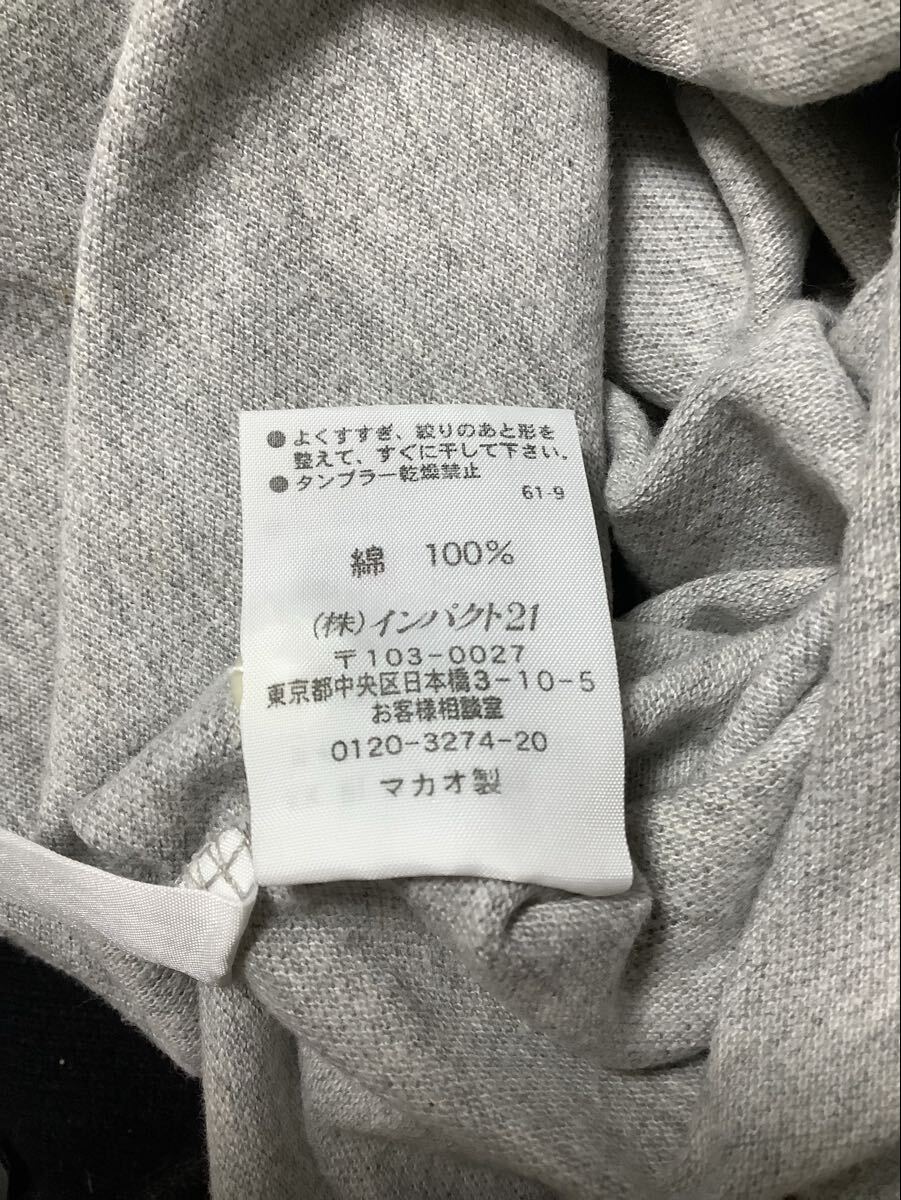 ●よくすすぎ、絞りのあと形を
整えて、すぐに干して下さい。
●タンブラー乾燥禁止
61-9
綿 100%
(株)インパクト21
〒103-0027
東京都中央区日本橋3-10-5
お客様相談室
0120-3274-20
マカオ製